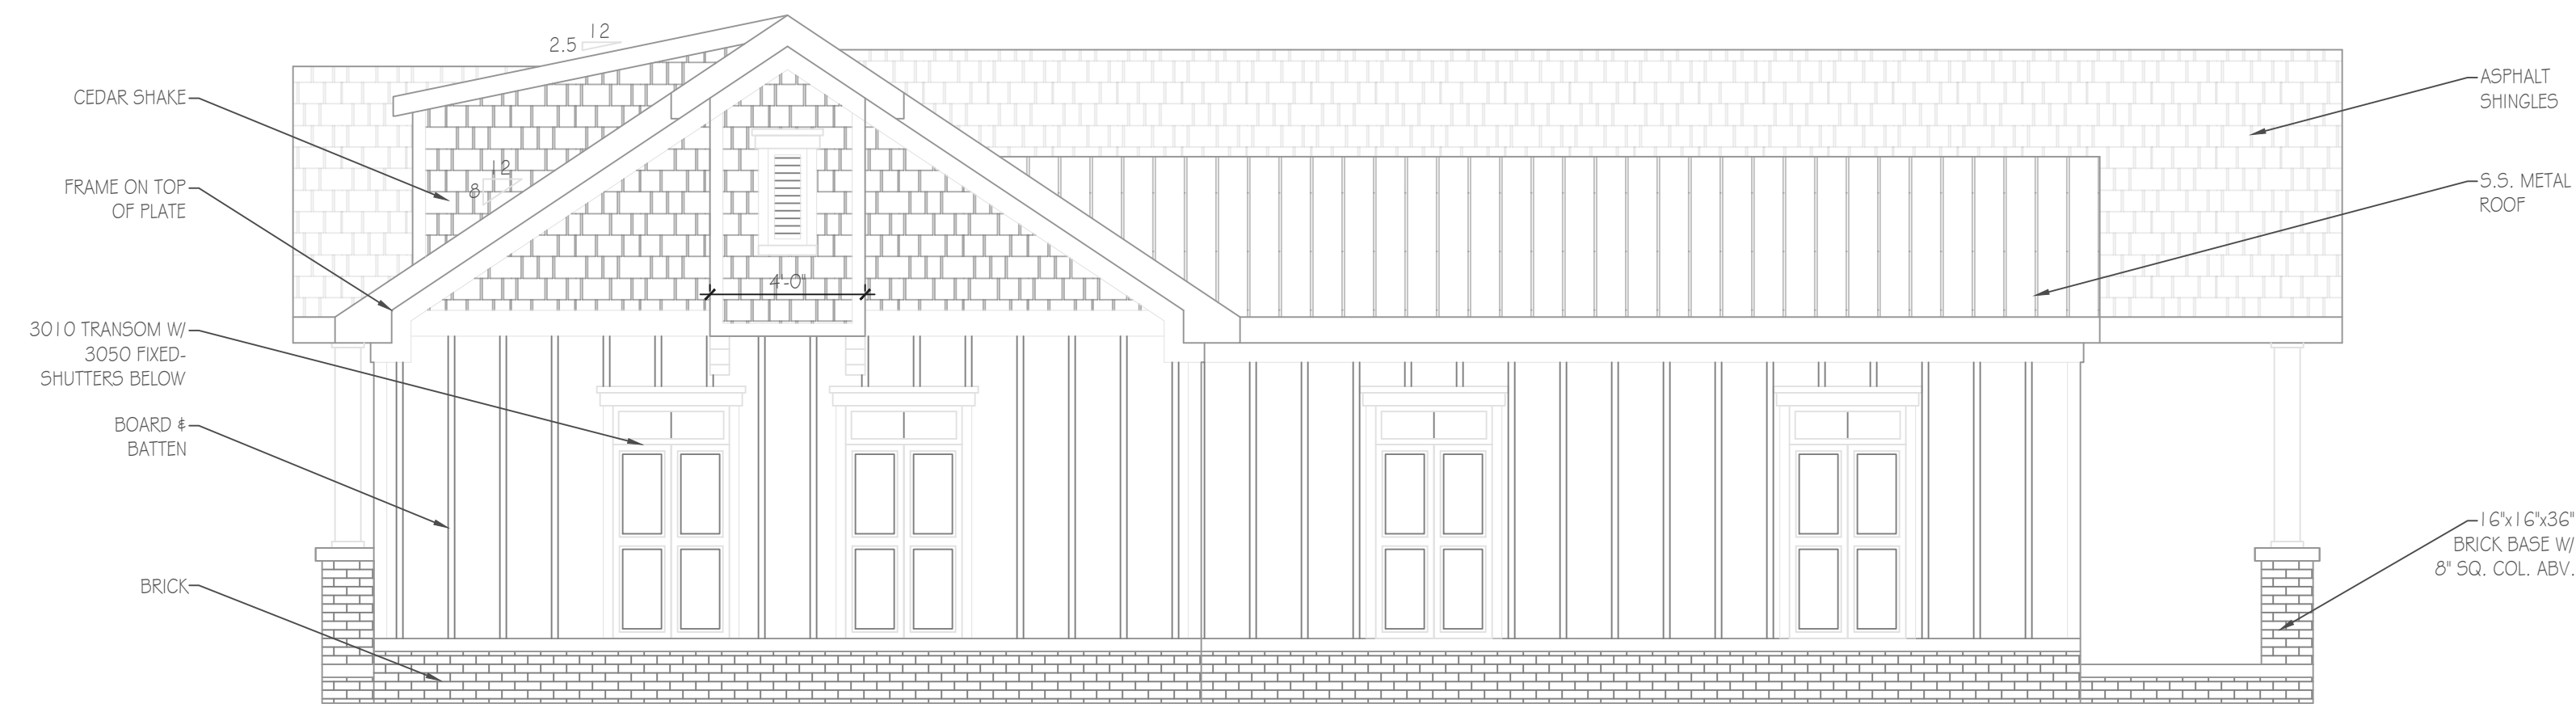 12
2.5
CEDAR SHAKE
12
8
FRAME ON TOP
OF PLATE
4'-0"
3010 TRANSOM W/
3050 FIXED-
SHUTTERS BELOW
BOARD &
BATTEN
BRICK
ASPHALT
SHINGLES
S.S. METAL
ROOF
16"x16"x36"
BRICK BASE W/
8" SQ. COL. ABV.